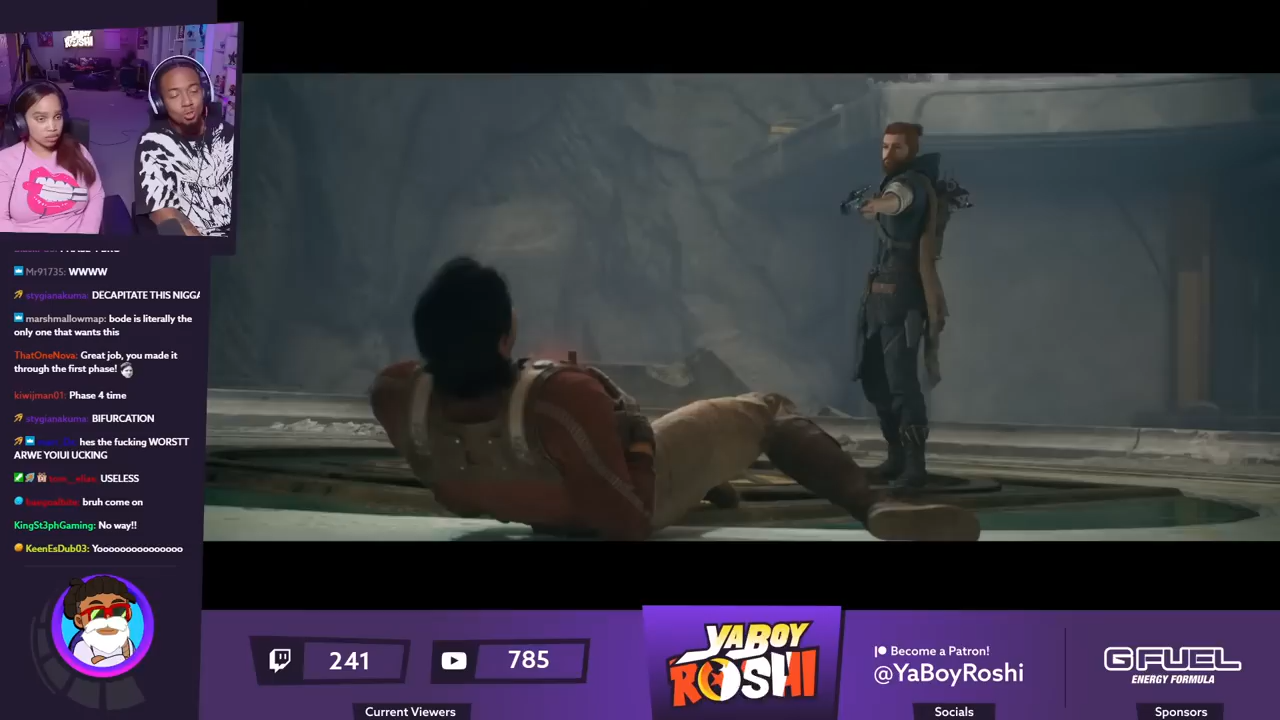 YABOY
ROSHI
Mr91735: WWWW
stygianakuma: DECAPITATE THIS NIGGA
marshmallowmap: bode is literally the
only one that wants this
ThatOneNova: Great job, you made it
through the first phase!
kiwijman01: Phase 4 time
stygianakuma: BIFURCATION
hes the fucking WORSTT
ARWE YOIUI UCKING
USELESS
bruh come on
KingSt3phGaming: No way!!
KeenEsDub03: Yoooooooooooooo
241
785
Current Viewers
YABOY
ROSHI
Become a Patron!
@YaBoyRoshi
Socials
G FUEL
ENERGY FORMULA
Sponsors